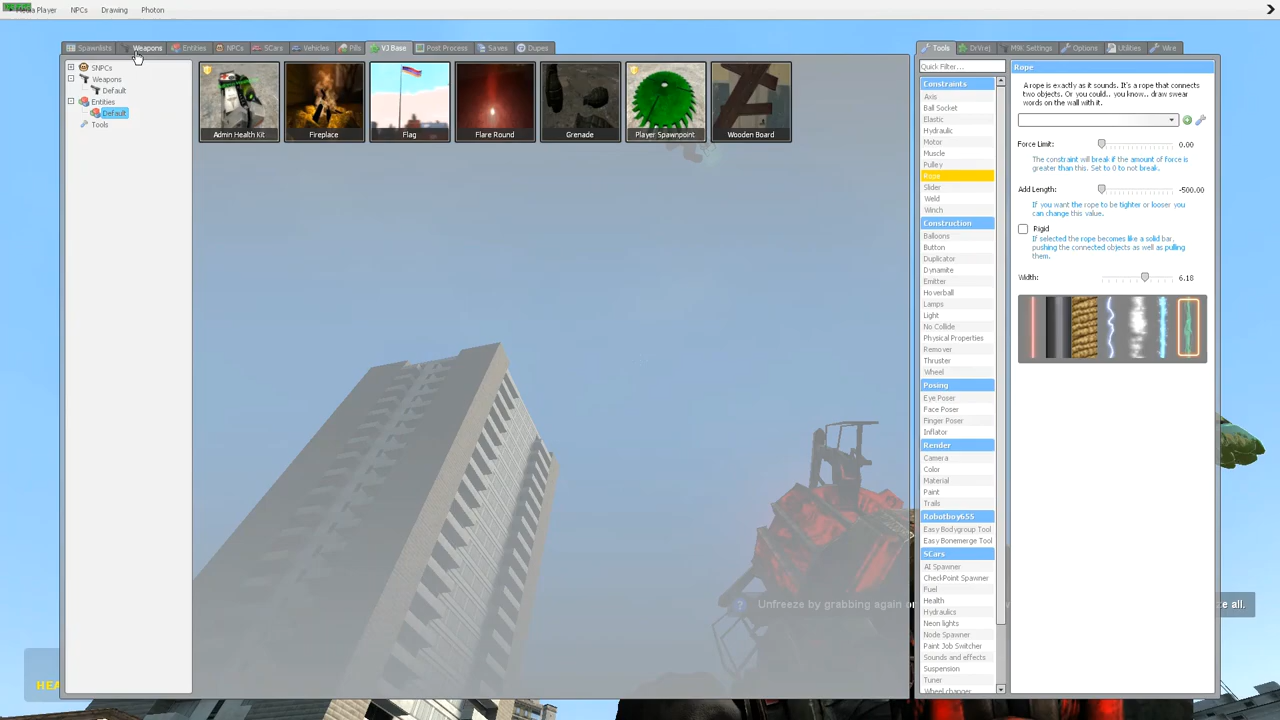 Media Player NPCs Drawing Photon
Spawnlists Weapons Entities NPCs SCars Vehicles Pills VJ Base Post Process Saves Dupes
Tools DrVrej M9K Settings Options Utilities Wire
SNPCs
Weapons
Default
Entities
Default
Tools
Admin Health Kit Fireplace Flag Flare Round Grenade Player Spawnpoint Wooden Board
Quick Filter...
Constraints
Axis
Ball Socket
Elastic
Hydraulic
Motor
Muscle
Pulley
Rope
Slider
Weld
Winch
Construction
Balloons
Button
Duplicator
Dynamite
Emitter
Hoverball
Lamps
Light
No Collide
Physical Properties
Remover
Thruster
Wheel
Posing
Eye Poser
Face Poser
Finger Poser
Inflator
Render
Camera
Color
Material
Paint
Trails
Robotboy655
Easy Bodygroup Tool
Easy Bonemerge Tool
SCars
AI Spawner
CheckPoint Spawner
Fuel
Health
Hydraulics
Neon lights
Node Spawner
Paint Job Switcher
Sounds and effects
Suspension
Tuner
Wheel changer
Rope
A rope is exactly as it sounds. It's a rope that connects
two objects. Or you could.. you know.. draw swear
words on the wall with it.
Force Limit: 0.00
The constraint will break if the amount of force is
greater than this. Set to 0 to not break.
Add Length: -500.00
If you want the rope to be tighter or looser you
can change this value.
Rigid
If selected the rope becomes like a solid bar,
pushing the connected objects as well as pulling
them.
Width: 6.18
Unfreeze by grabbing again or
ze all.
HEA